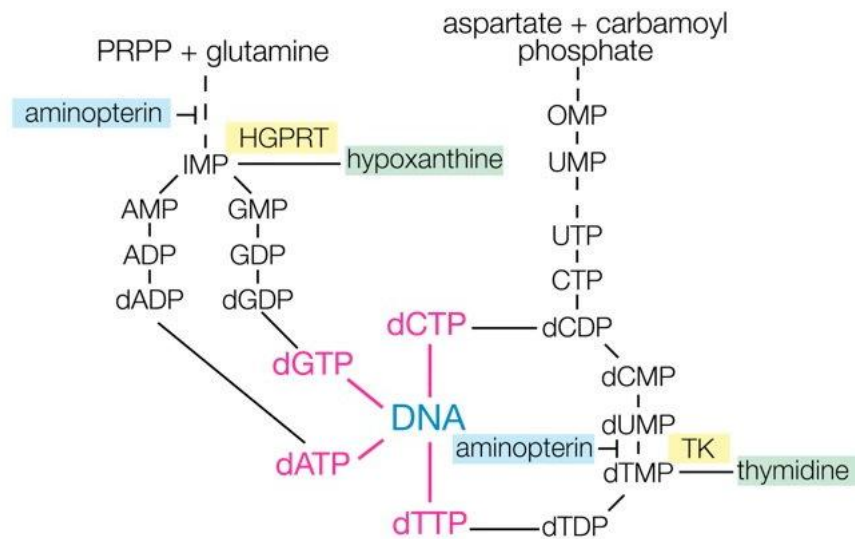 PRPP + glutamine
aspartate + carbamoyl
phosphate
aminopterin
HGPRT
IMP
hypoxanthine
OMP
UMP
AMP
GMP
ADP
GDP
dADP
dGDP
UTP
CTP
dCTP
dCDP
dGTP
dCMP
DNA
dUMP
dATP
aminopterin
TK
dTMP
thymidine
dTTP
dTDP